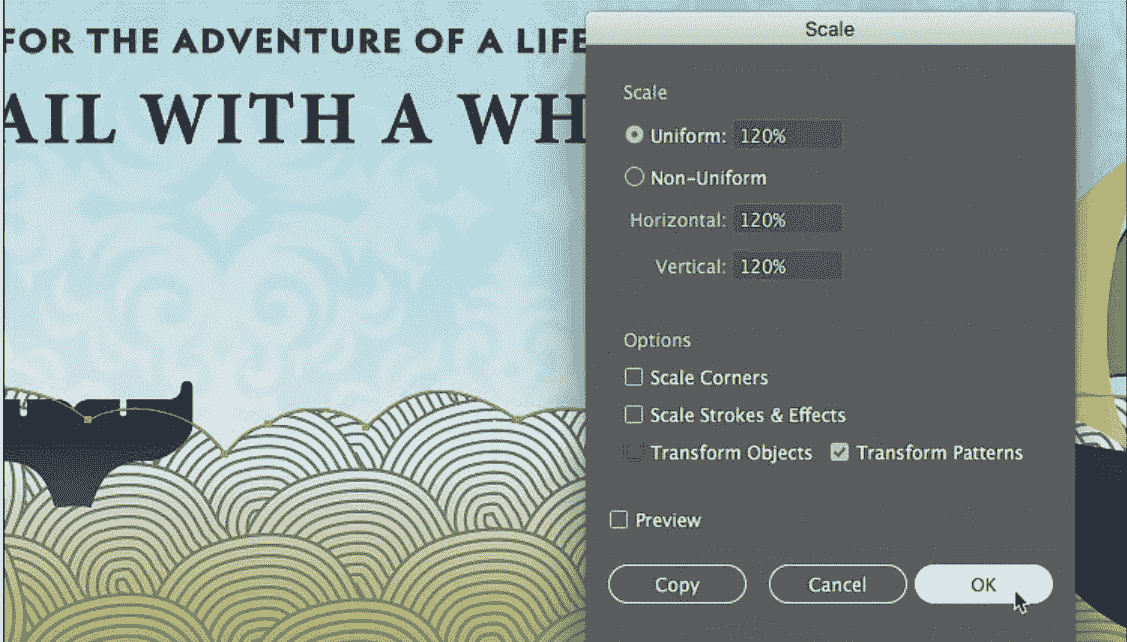 FOR THE ADVENTURE OF A LIFE
AIL WITH A WH
Scale
Scale
Uniform: 120%
Non-Uniform
Horizontal: 120%
Vertical: 120%
Options
Scale Corners
Scale Strokes & Effects
Transform Objects Transform Patterns
Preview
Copy Cancel OK